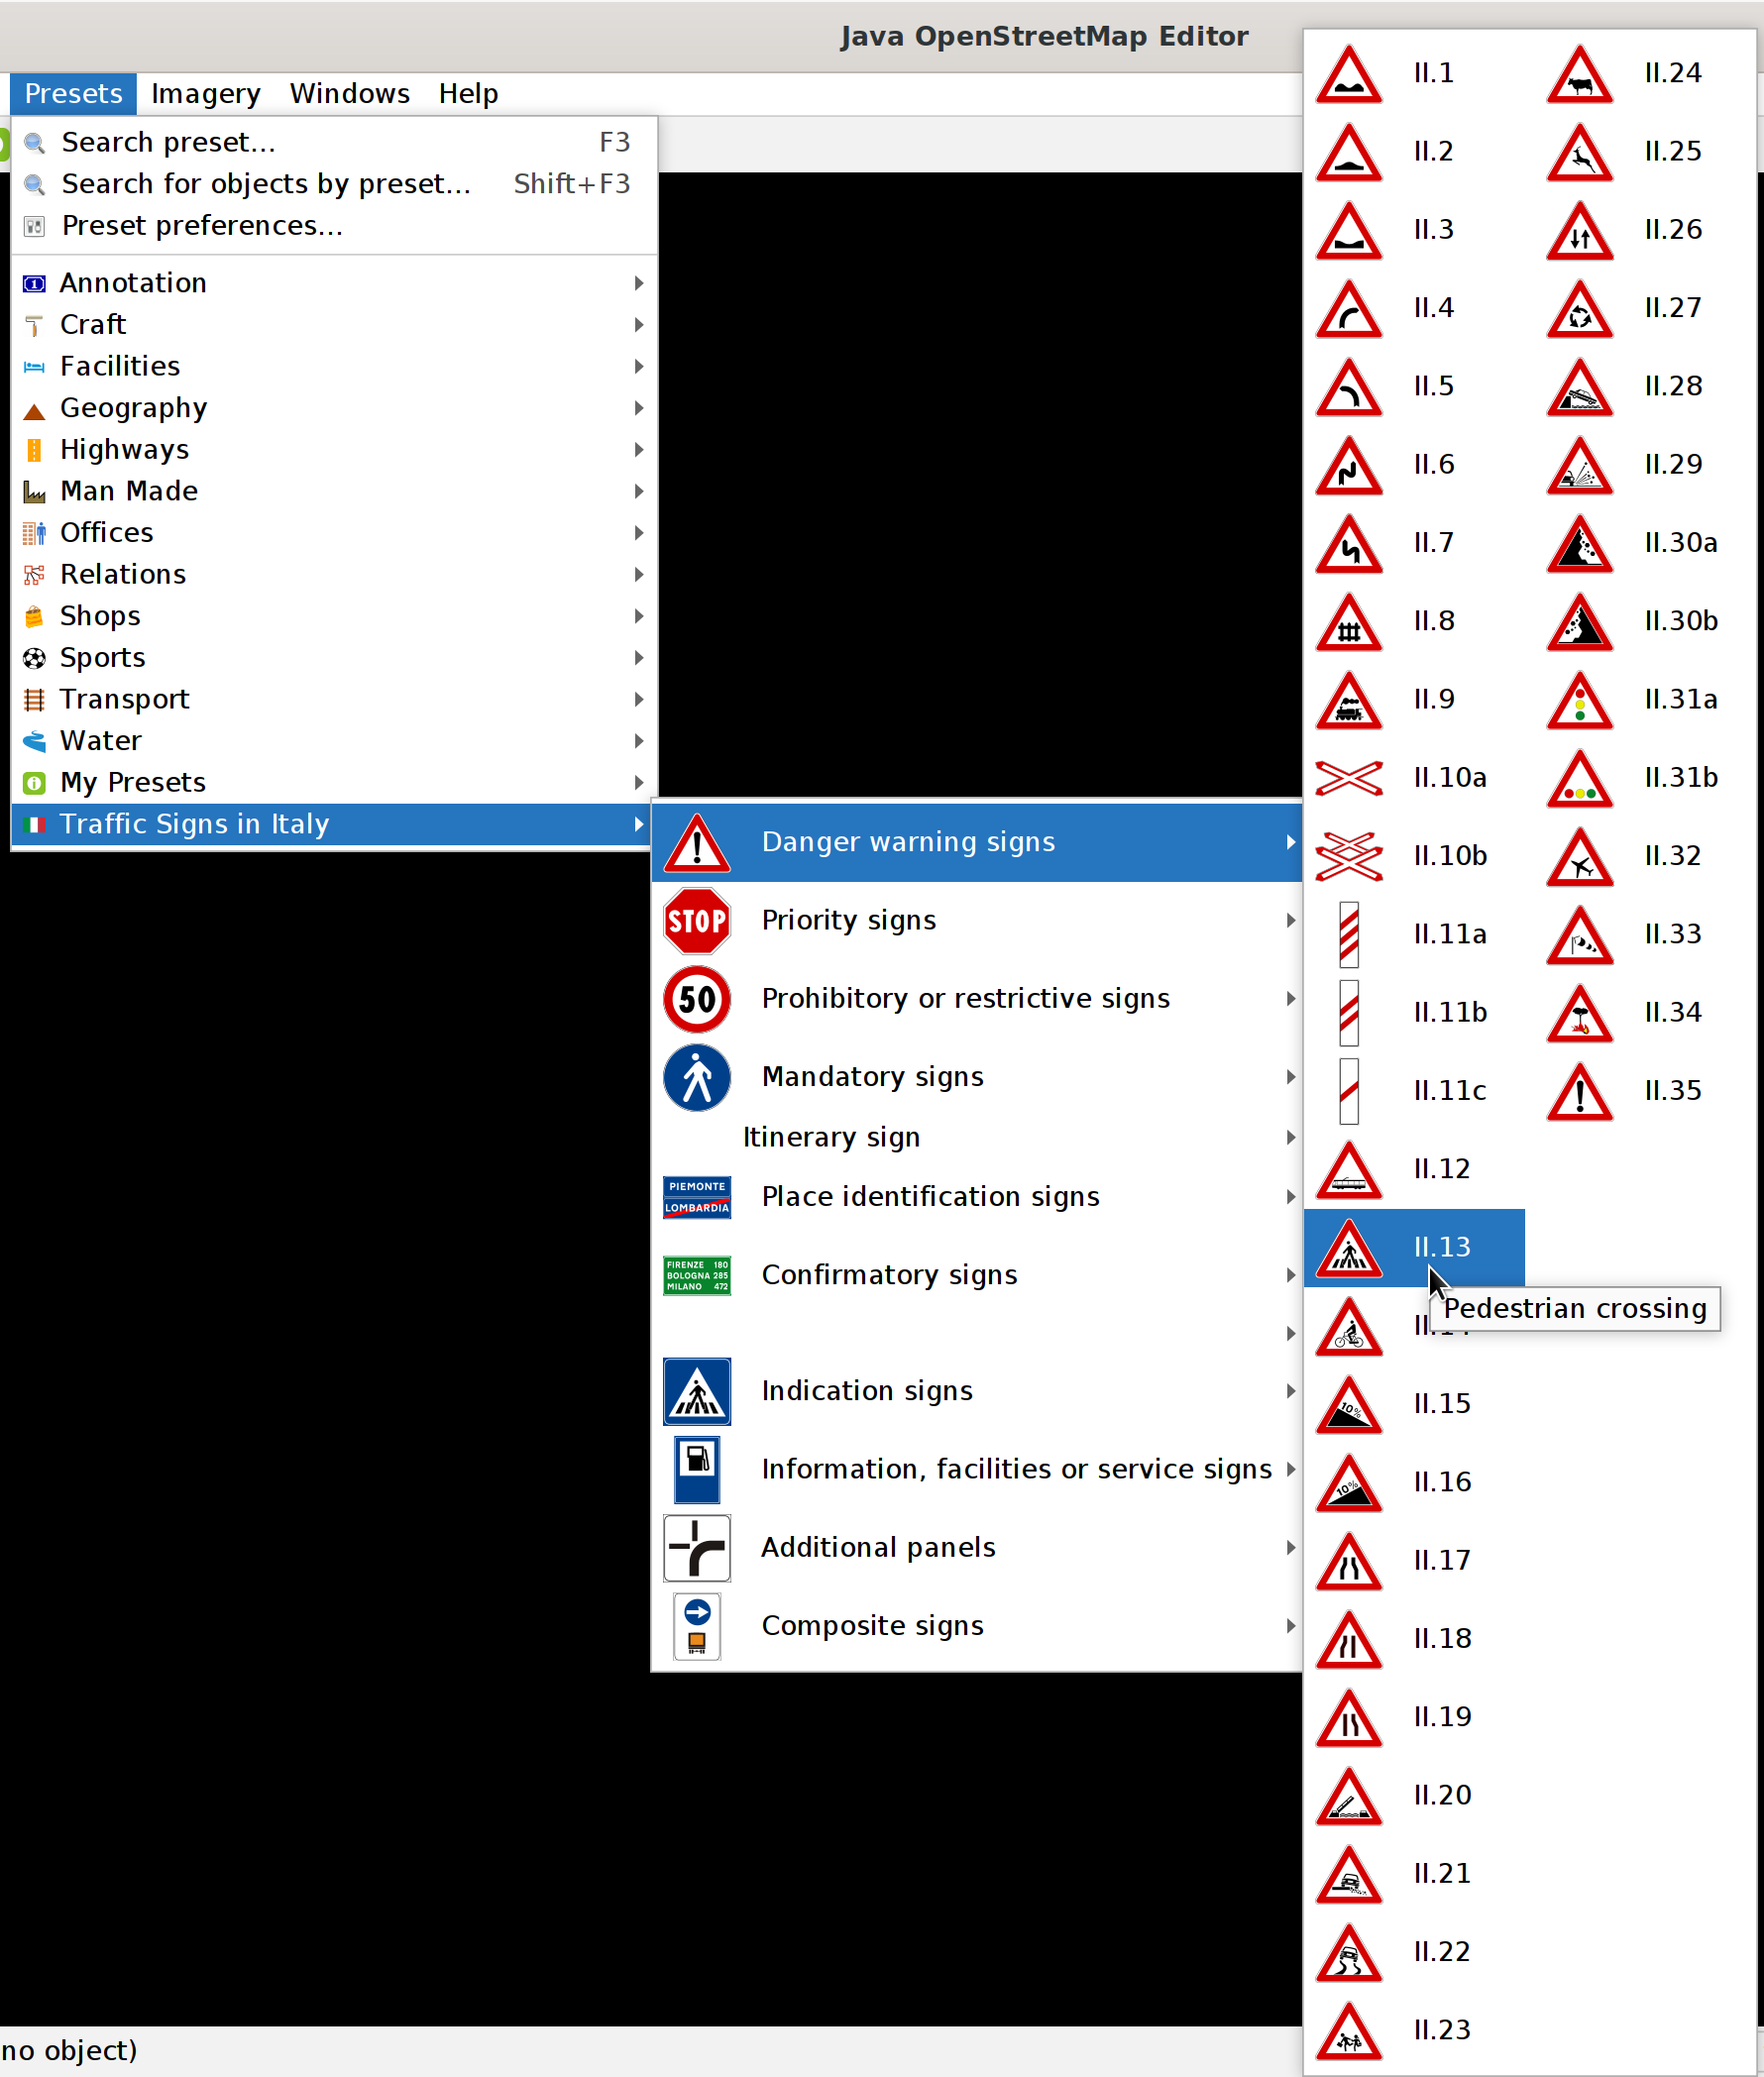 Java OpenStreetMap Editor
Presets Imagery Windows Help
Search preset... F3
Search for objects by preset... Shift+F3
Preset preferences...
Annotation
Craft
Facilities
Geography
Highways
Man Made
Offices
Relations
Shops
Sports
Transport
Water
My Presets
Traffic Signs in Italy
Danger warning signs
STOP Priority signs
50 Prohibitory or restrictive signs
Mandatory signs
Itinerary sign
PIEMONTE
LOMBARDIA
Place identification signs
FIRENZE 180
BOLOGNA 285
MILANO 472
Confirmatory signs
Indication signs
Information, facilities or service signs
Additional panels
Composite signs
II.1
II.2
II.3
II.4
II.5
II.6
II.7
II.8
II.9
II.10a
II.10b
II.11a
II.11b
II.11c
II.12
II.13
Pedestrian crossing
10% II.15
10% II.16
II.17
II.18
II.19
II.20
II.21
II.22
II.23
II.24
II.25
II.26
II.27
II.28
II.29
II.30a
II.30b
II.31a
II.31b
II.32
II.33
II.34
II.35
no object)